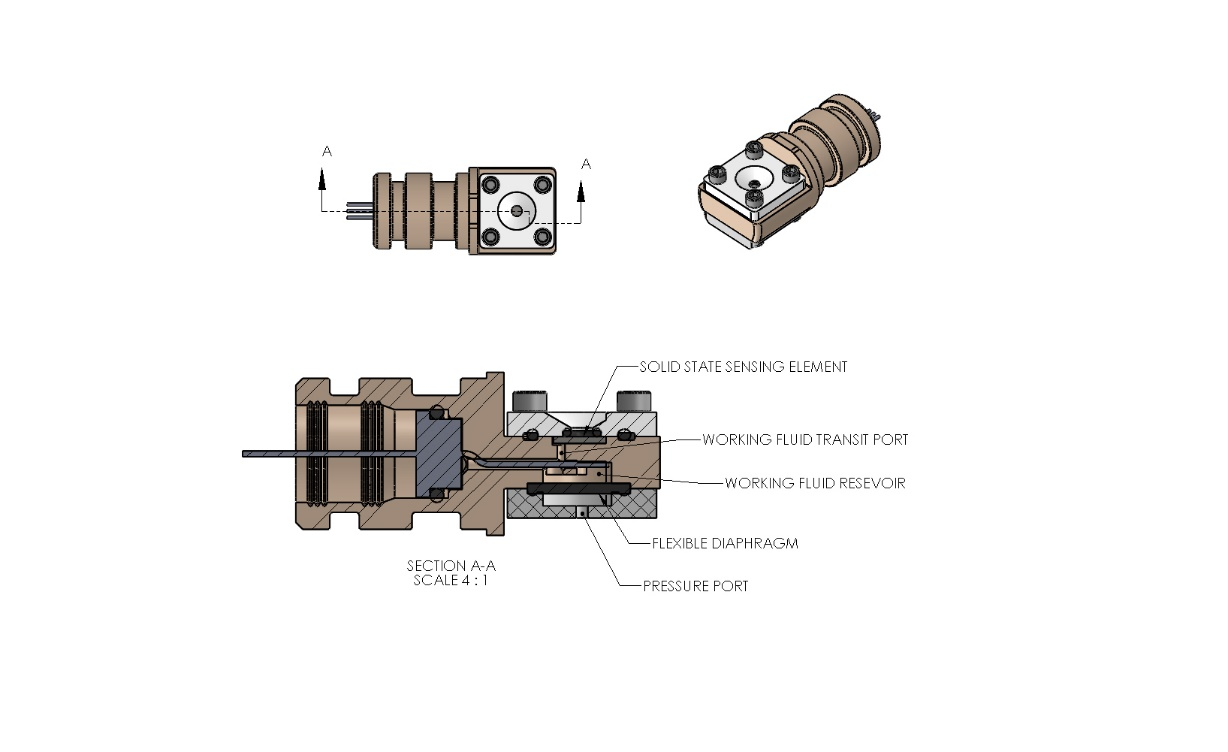 A
A
SOLID STATE SENSING ELEMENT
WORKING FLUID TRANSIT PORT
WORKING FLUID RESEVOIR
FLEXIBLE DIAPHRAGM
SECTION A-A
SCALE 4 : 1
PRESSURE PORT